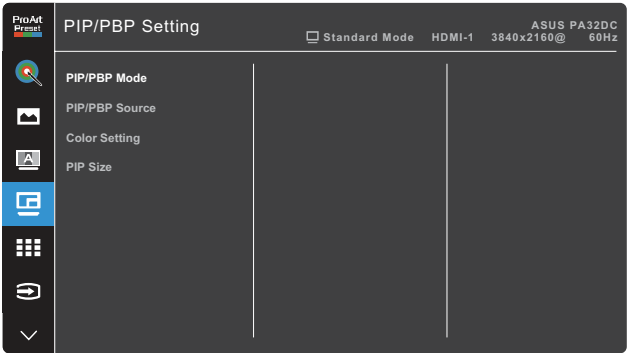 ProArt
Preset
PIP/PBP Setting
ASUS PA32DC
Standard Mode HDMI-1 3840x2160@ 60Hz
PIP/PBP Mode
PIP/PBP Source
Color Setting
PIP Size
A